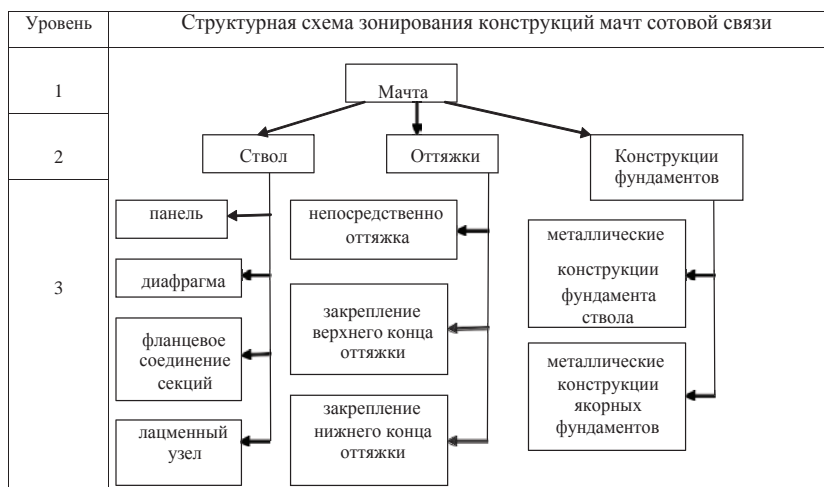 Уровень
Структурная схема зонирования конструкций мачт сотовой связи
1
Мачта
2
Ствол
Оттяжки
Конструкции
фундаментов
3
панель
диафрагма
фланцевое
соединение
секций
лацменный
узел
непосредственно
оттяжка
закрепление
верхнего конца
оттяжки
закрепление
нижнего конца
оттяжки
металлические
конструкции
фундамента
ствола
металлические
конструкции
якорных
фундаментов